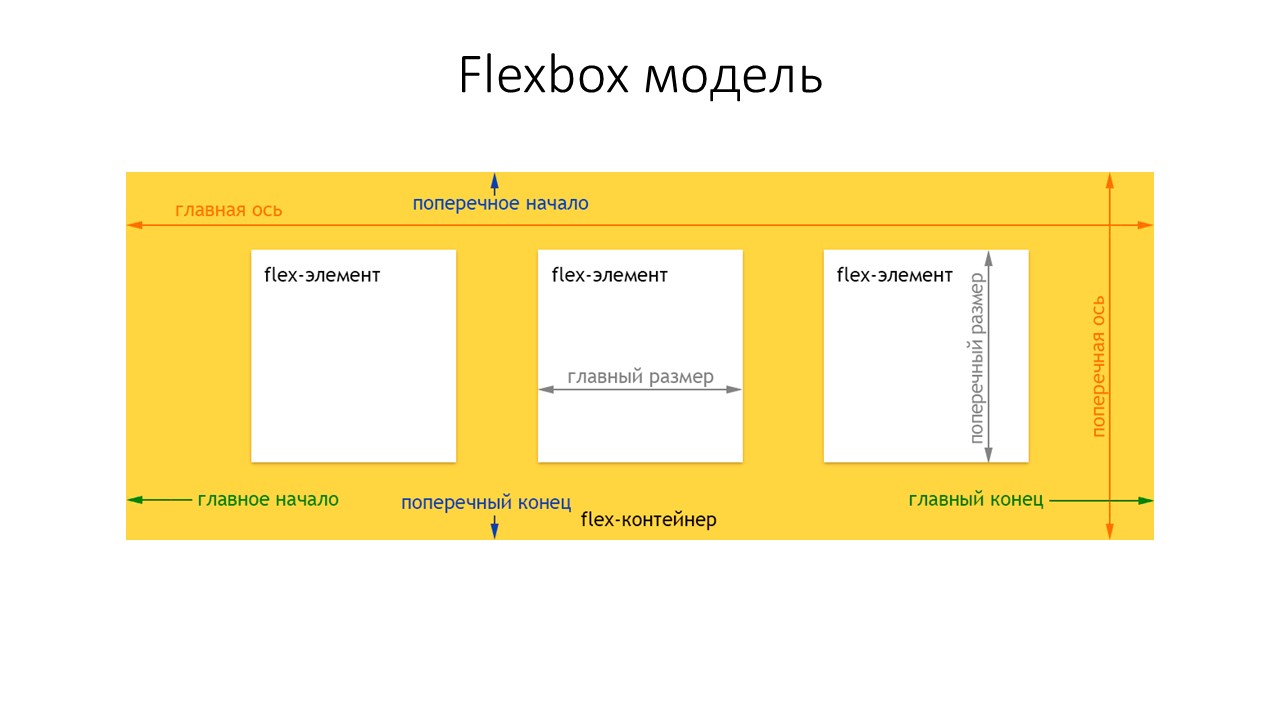 Flexbox модель
поперечное начало
главная ось
flex-элемент
flex-элемент
flex-элемент
главный размер
поперечный размер
поперечная ось
главное начало
поперечный конец
главный конец
flex-контейнер